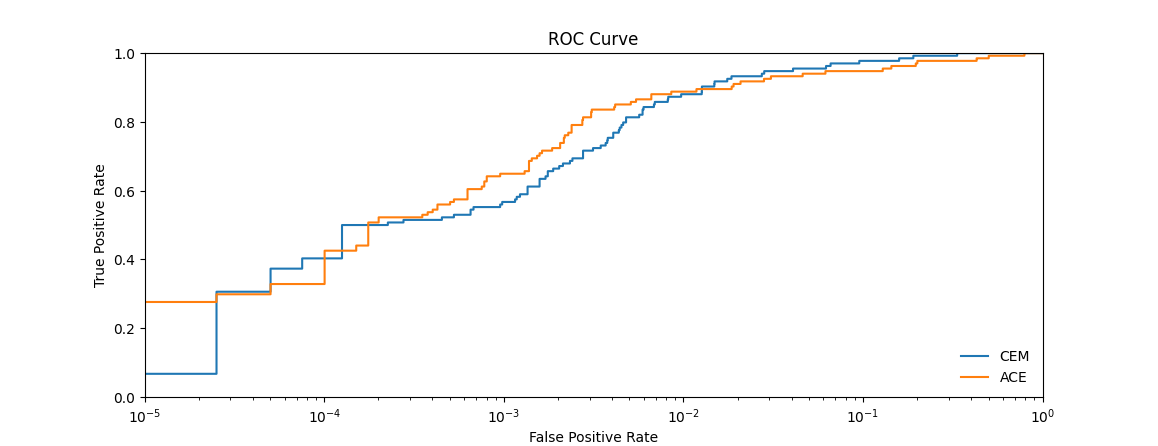 ROC Curve
True Positive Rate
1.0
0.8
0.6
0.4
0.2
0.0
CEM
ACE
10⁻⁵
10⁻⁴
10⁻³
10⁻²
10⁻¹
10⁰
False Positive Rate